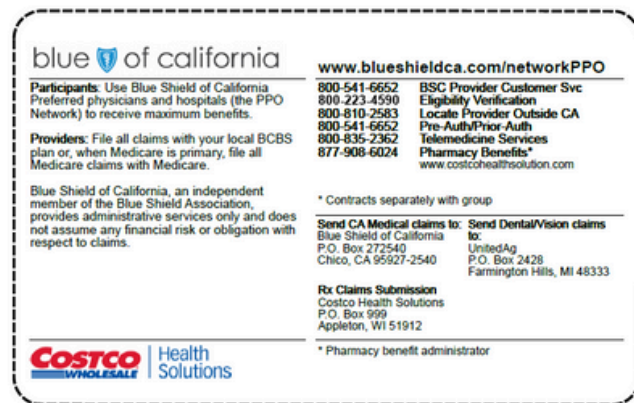 blue of california
Participants: Use Blue Shield of California
Preferred physicians and hospitals (the PPO
Network) to receive maximum benefits.
Providers: File all claims with your local BCBS
plan or, when Medicare is primary, file all
Medicare claims with Medicare.
Blue Shield of California, an independent
member of the Blue Shield Association,
provides administrative services only and does
not assume any financial risk or obligation with
respect to claims.
COSTCO
WHOLESALE
Health
Solutions
www.blueshieldca.com/networkPPO
800-541-6652 BSC Provider Customer Svc
800-223-4590 Eligibility Verification
800-810-2583 Locate Provider Outside CA
800-541-6652 Pre-Auth/Prior-Auth
800-835-2362 Telemedicine Services
877-908-6024 Pharmacy Benefits*
www.costcohealthsolution.com
* Contracts separately with group
Send CA Medical claims to:
Blue Shield of California
P.O. Box 272540
Chico, CA 95927-2540
Send Dental/Vision claims
to:
UnitedAg
P.O. Box 2428
Farmington Hills, MI 48333
Rx Claims Submission
Costco Health Solutions
P.O. Box 999
Appleton, WI 51912
* Pharmacy benefit administrator